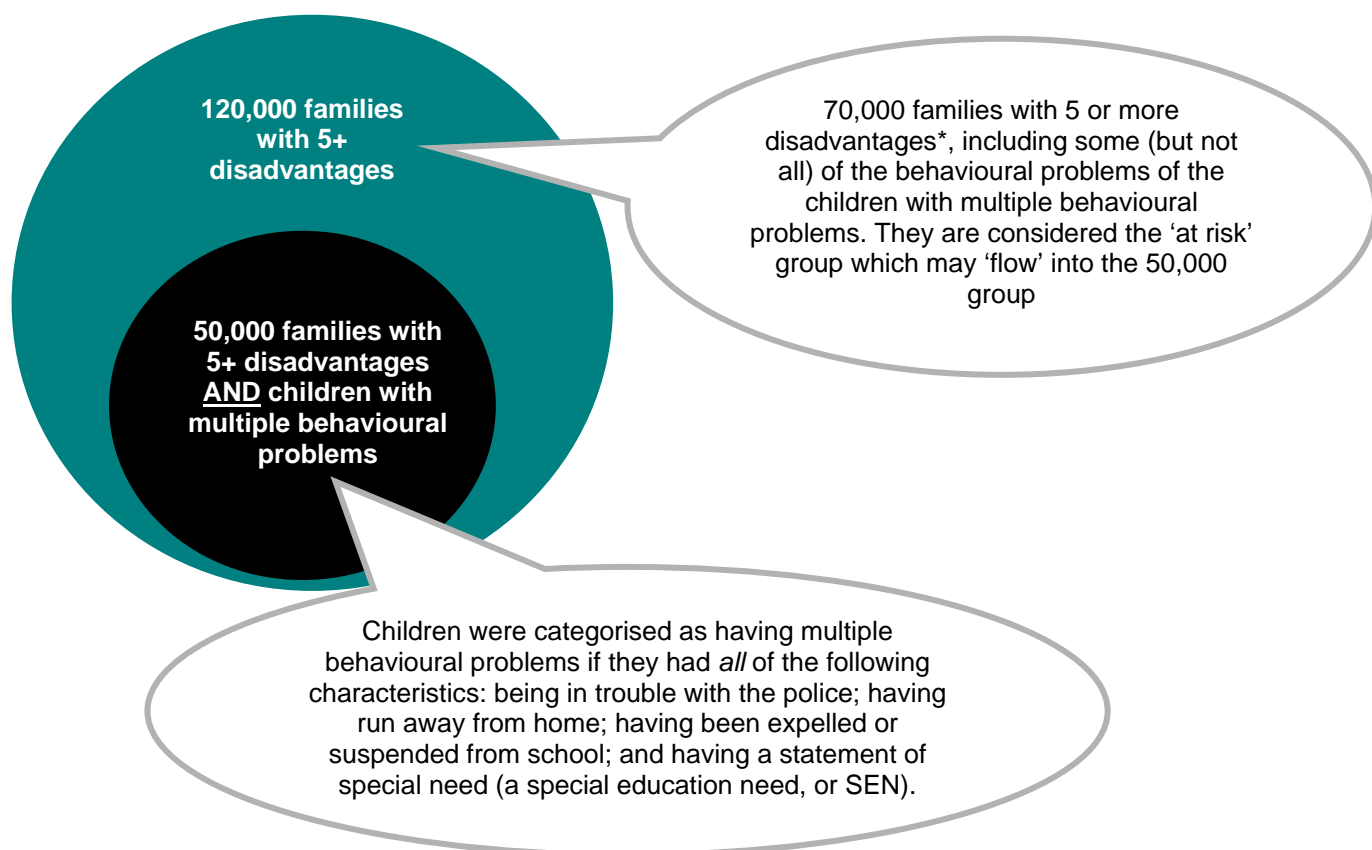 120,000 families
with 5+
disadvantages
70,000 families with 5 or more
disadvantages*, including some (but not
all) of the behavioural problems of the
children with multiple behavioural
problems. They are considered the ‘at risk’
group which may ‘flow’ into the 50,000
group
50,000 families with
5+ disadvantages
AND children with
multiple behavioural
problems
Children were categorised as having multiple
behavioural problems if they had all of the following
characteristics: being in trouble with the police; having
run away from home; having been expelled or
suspended from school; and having a statement of
special need (a special education need, or SEN).